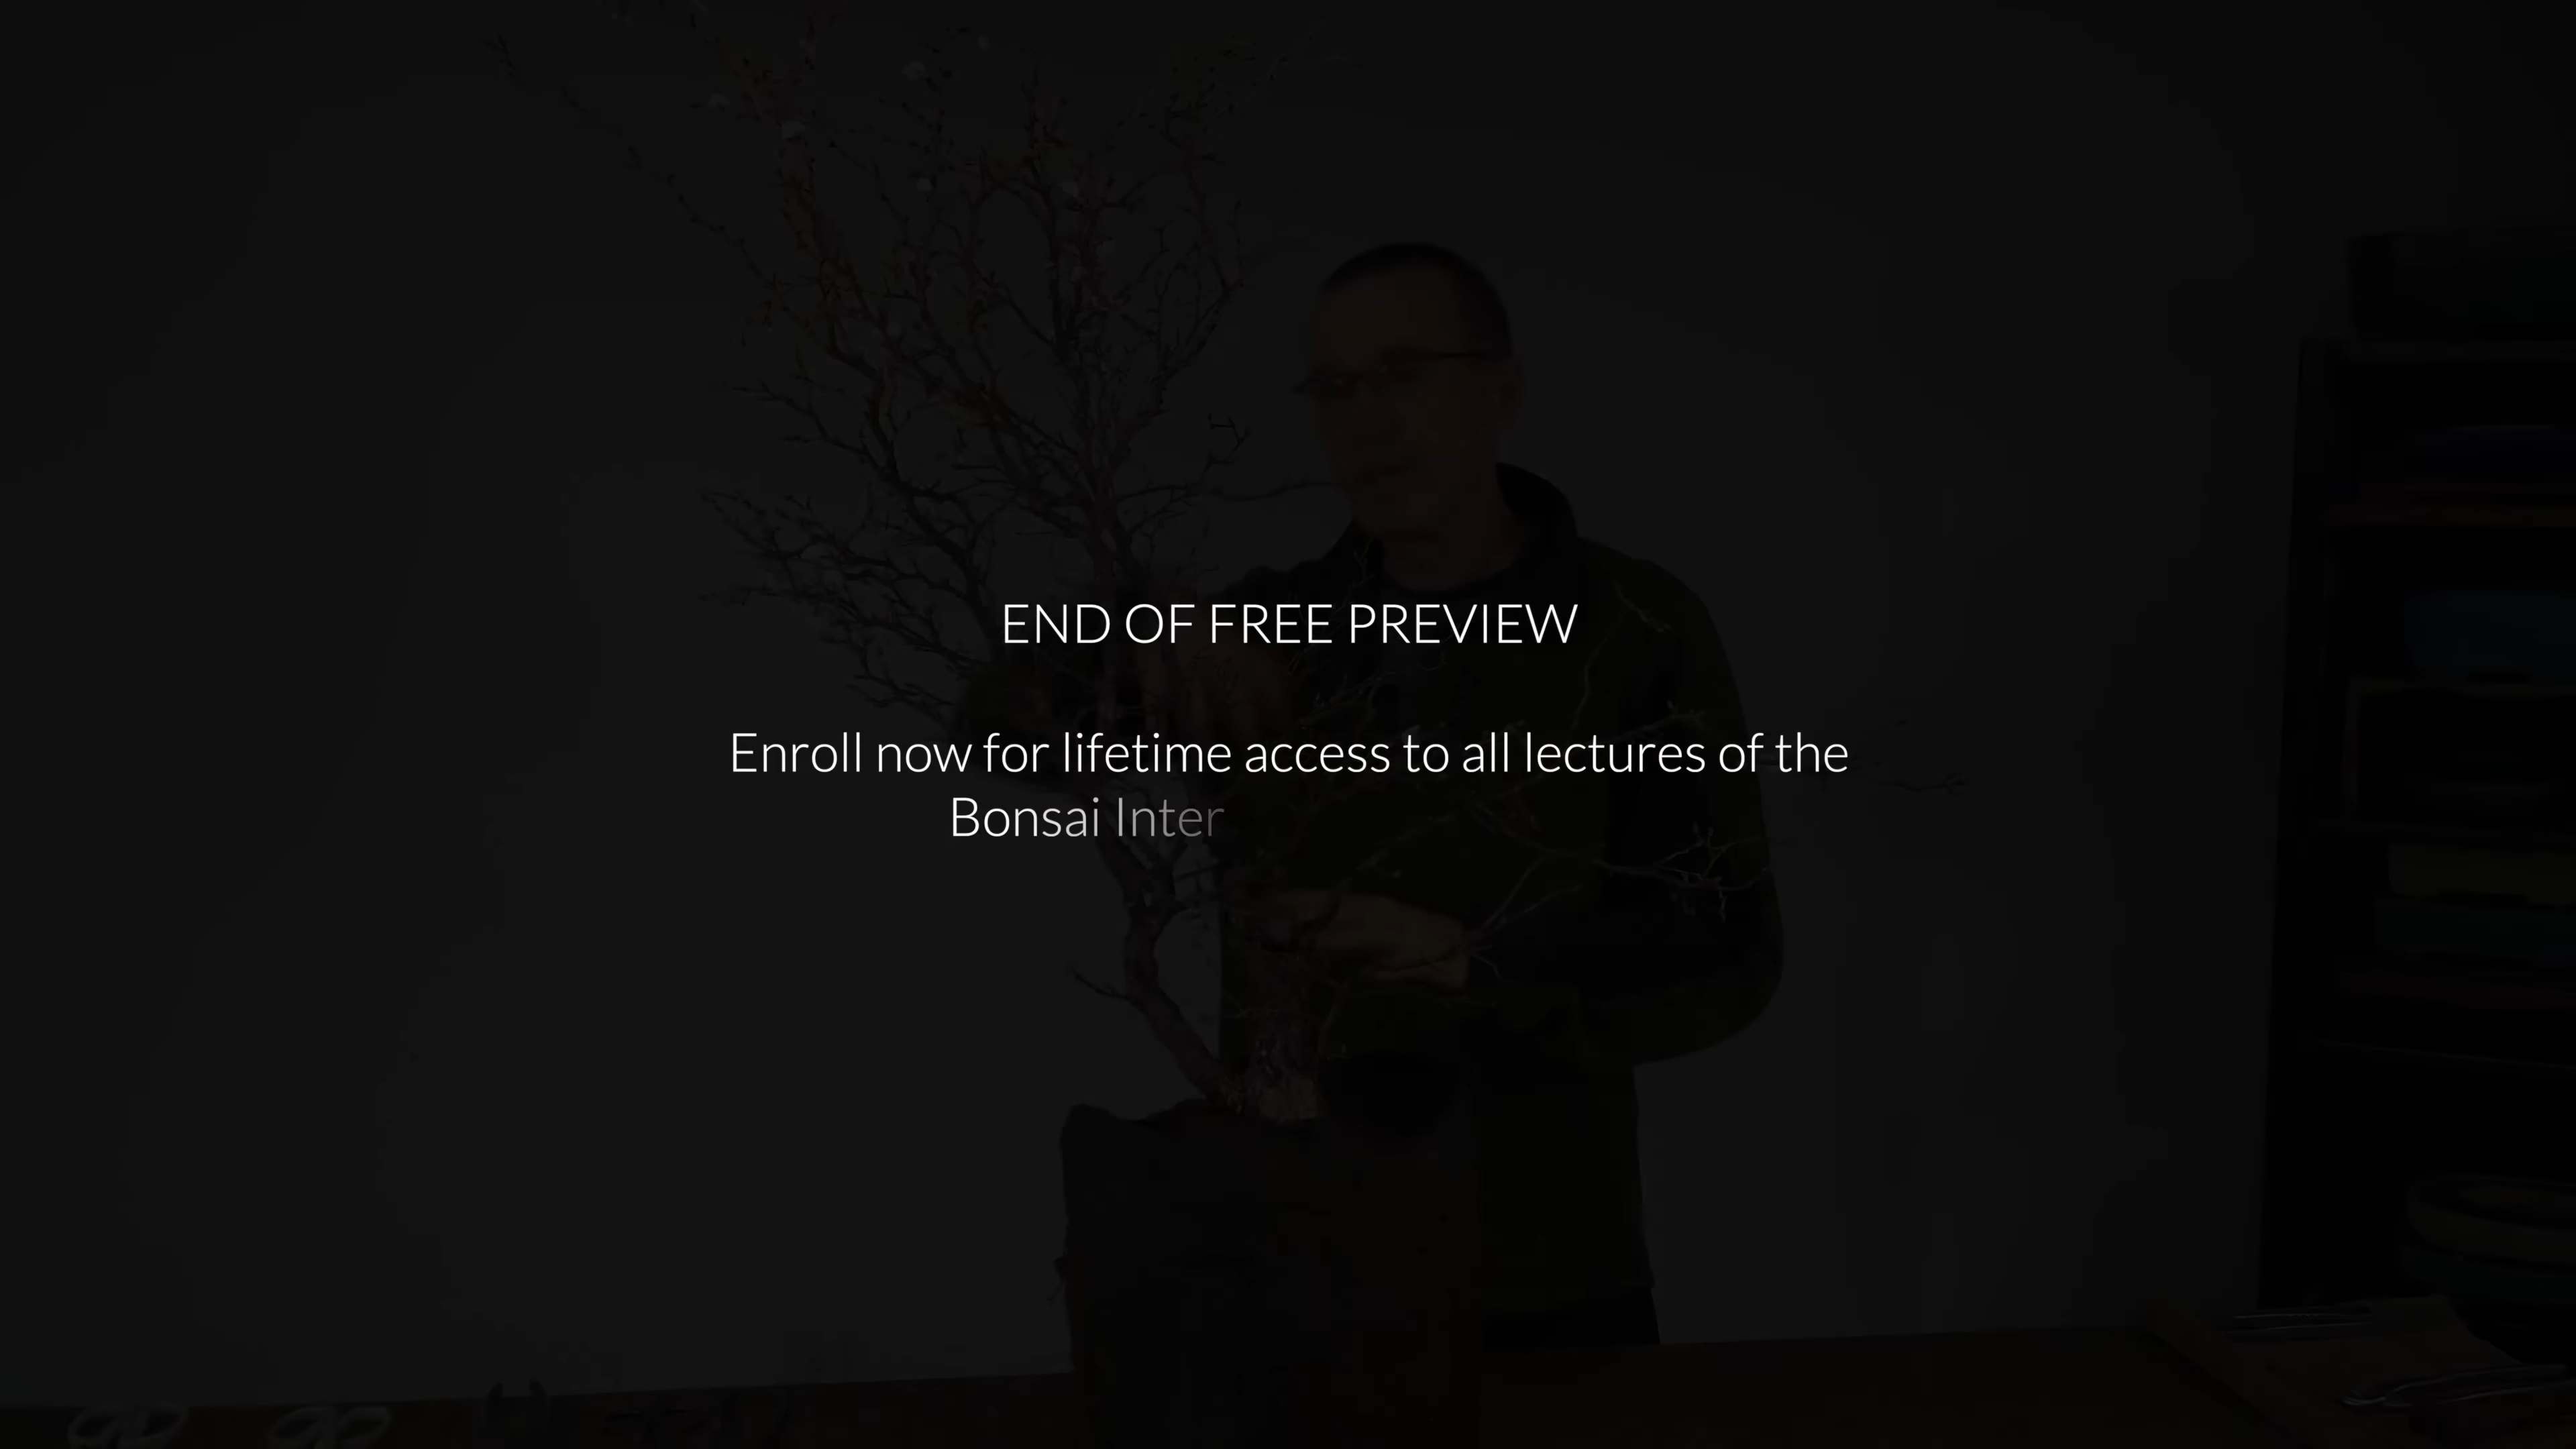 END OF FREE PREVIEW
Enroll now for lifetime access to all lectures of the
Bonsai Inter